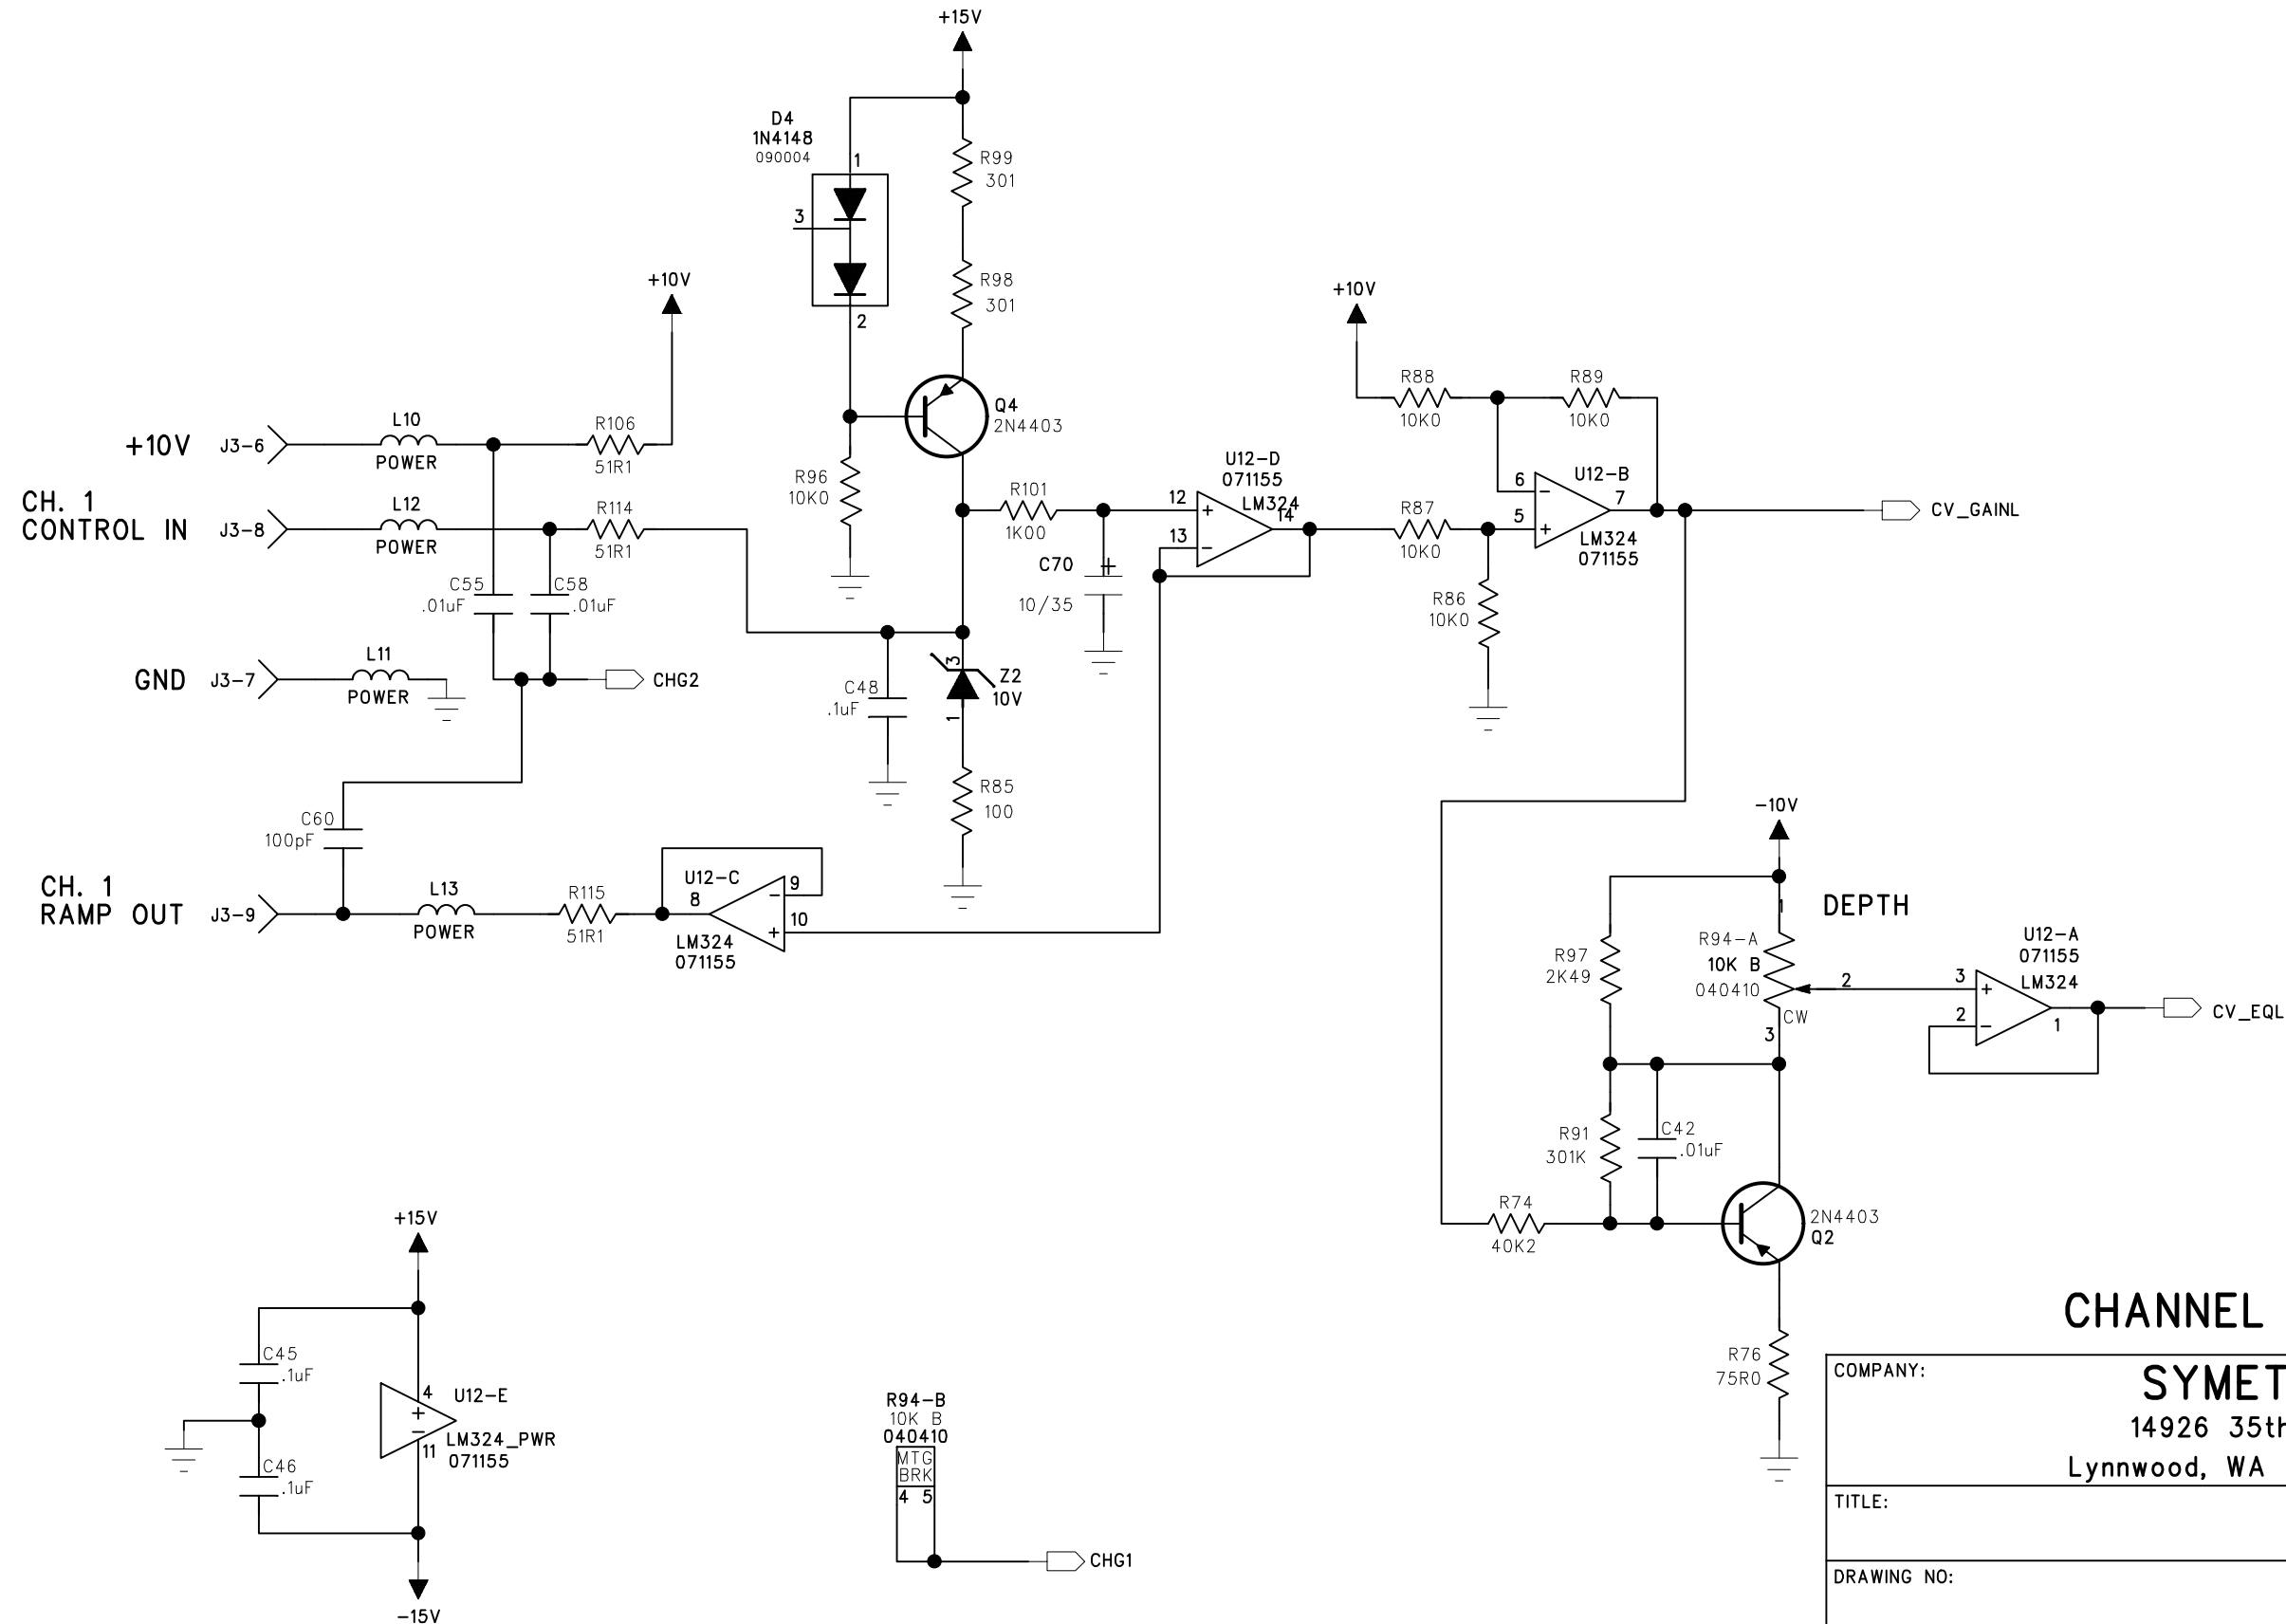 +15V
D4
1N4148
090004
1
3
2
R99
301
R98
301
+10V
+10V
Q4
2N4403
R88
10K0
R89
10K0
+10V J3-6
L10
POWER
R106
51R1
CH. 1
CONTROL IN J3-8
L12
POWER
R114
51R1
R96
10K0
R101
1K00
U12-D
071155
LM324
12
+
13
−
14
C70
+
10/35
R87
10K0
U12-B
6
−
7
5
+
LM324
071155
CV_GAINL
R86
10K0
C55
.01uF
C58
.01uF
GND J3-7
L11
POWER
CHG2
C48
.1uF
3
Z2
10V
1
R85
100
C60
100pF
CH. 1
RAMP OUT J3-9
L13
POWER
R115
51R1
U12-C
8
9
−
10
+
LM324
071155
-10V
1
DEPTH
R97
2K49
R94-A
10K B
040410
2
CW
3
U12-A
071155
LM324
3
+
2
−
1
CV_EQL
R91
301K
C42
.01uF
R74
40K2
2N4403
Q2
R76
75R0
+15V
C45
.1uF
4
+
−
11
U12-E
LM324_PWR
071155
C46
.1uF
-15V
R94-B
10K B
040410
MTG
BRK
4 5
CHG1
CHANNEL
COMPANY:
SYMET
14926 35th
Lynnwood, WA
TITLE:
DRAWING NO: